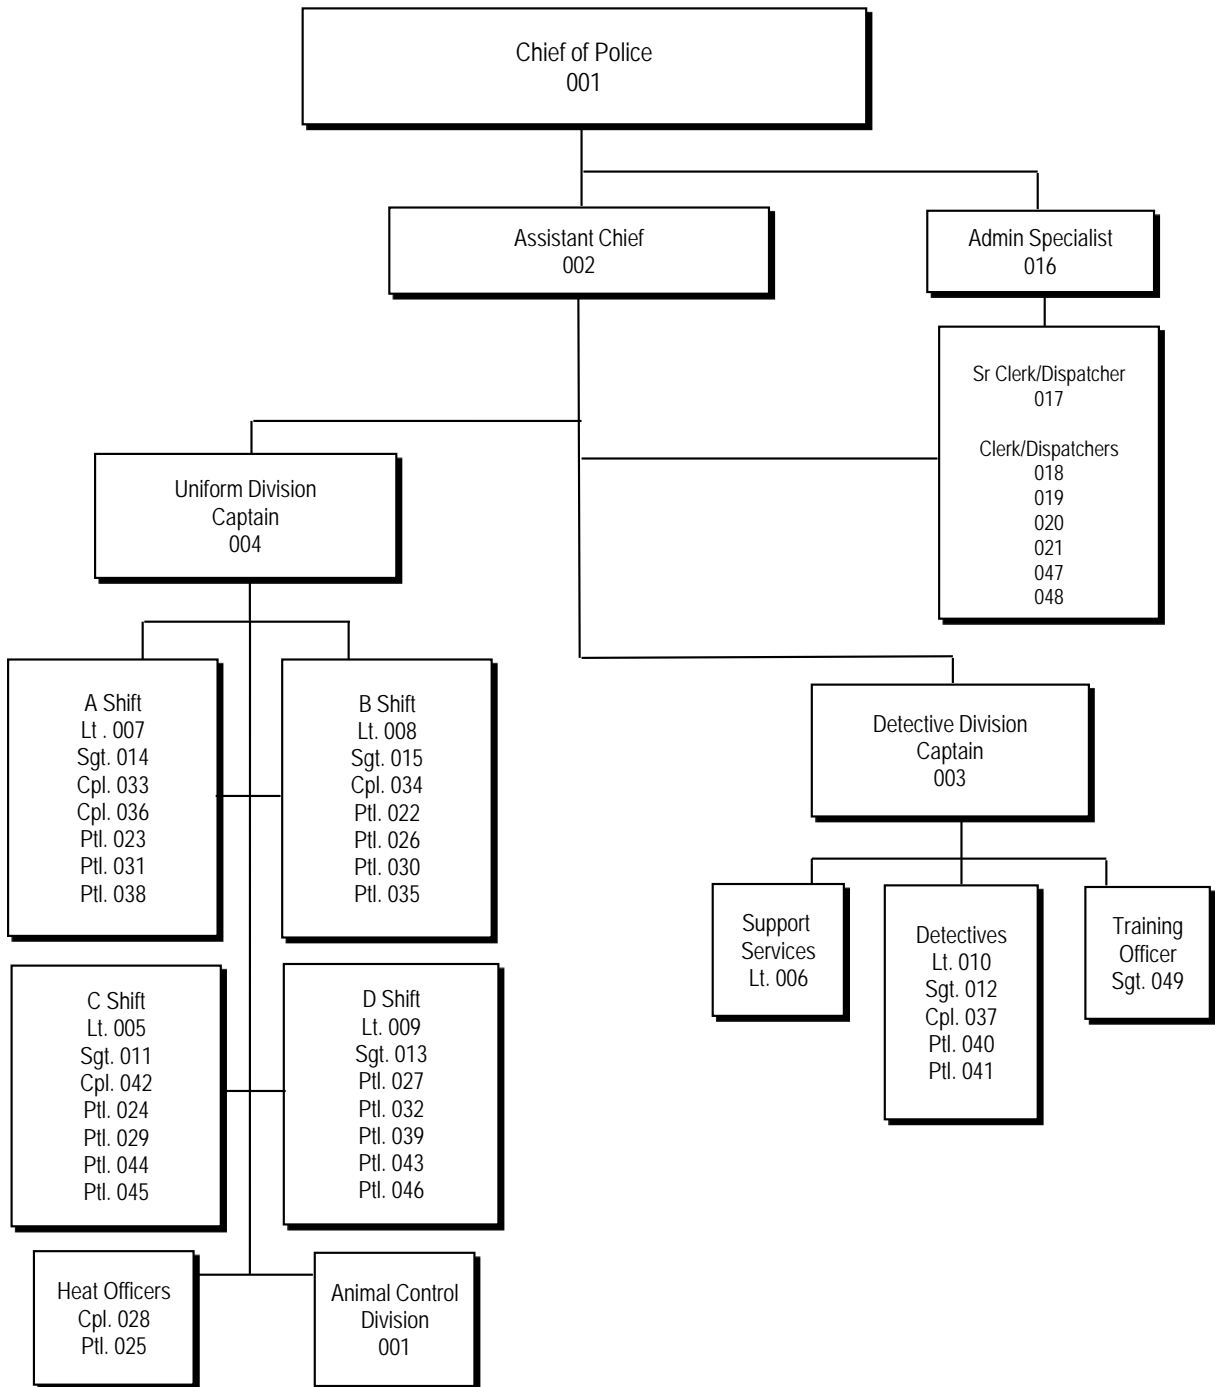 Chief of Police
001
Assistant Chief
002
Admin Specialist
016
Sr Clerk/Dispatcher
017
Clerk/Dispatchers
018
019
020
021
047
048
Uniform Division
Captain
004
A Shift
Lt . 007
Sgt. 014
Cpl. 033
Cpl. 036
Ptl. 023
Ptl. 031
Ptl. 038
B Shift
Lt. 008
Sgt. 015
Cpl. 034
Ptl. 022
Ptl. 026
Ptl. 030
Ptl. 035
C Shift
Lt. 005
Sgt. 011
Cpl. 042
Ptl. 024
Ptl. 029
Ptl. 044
Ptl. 045
D Shift
Lt. 009
Sgt. 013
Ptl. 027
Ptl. 032
Ptl. 039
Ptl. 043
Ptl. 046
Heat Officers
Cpl. 028
Ptl. 025
Animal Control
Division
001
Detective Division
Captain
003
Support
Services
Lt. 006
Detectives
Lt. 010
Sgt. 012
Cpl. 037
Ptl. 040
Ptl. 041
Training
Officer
Sgt. 049